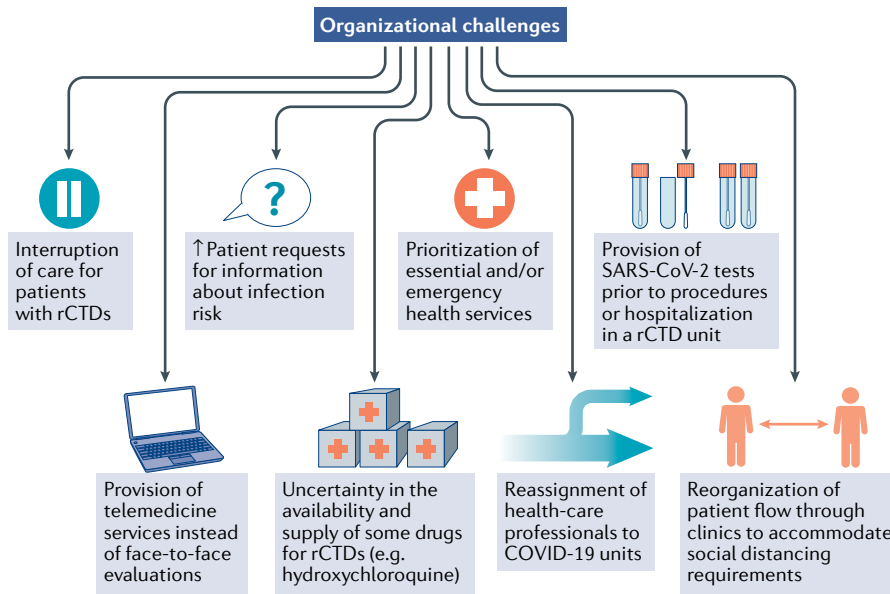 Organizational challenges
?
Interruption
of care for
patients
with rCTDs
↑Patient requests
for information
about infection
risk
Prioritization of
essential and/or
emergency
health services
Provision of
SARS-CoV-2 tests
prior to procedures
or hospitalization
in a rCTD unit
Provision of
telemedicine
services instead
of face-to-face
evaluations
Uncertainty in the
availability and
supply of some drugs
for rCTDs (e.g.
hydroxychloroquine)
Reassignment of
health-care
professionals to
COVID-19 units
Reorganization of
patient flow through
clinics to accommodate
social distancing
requirements